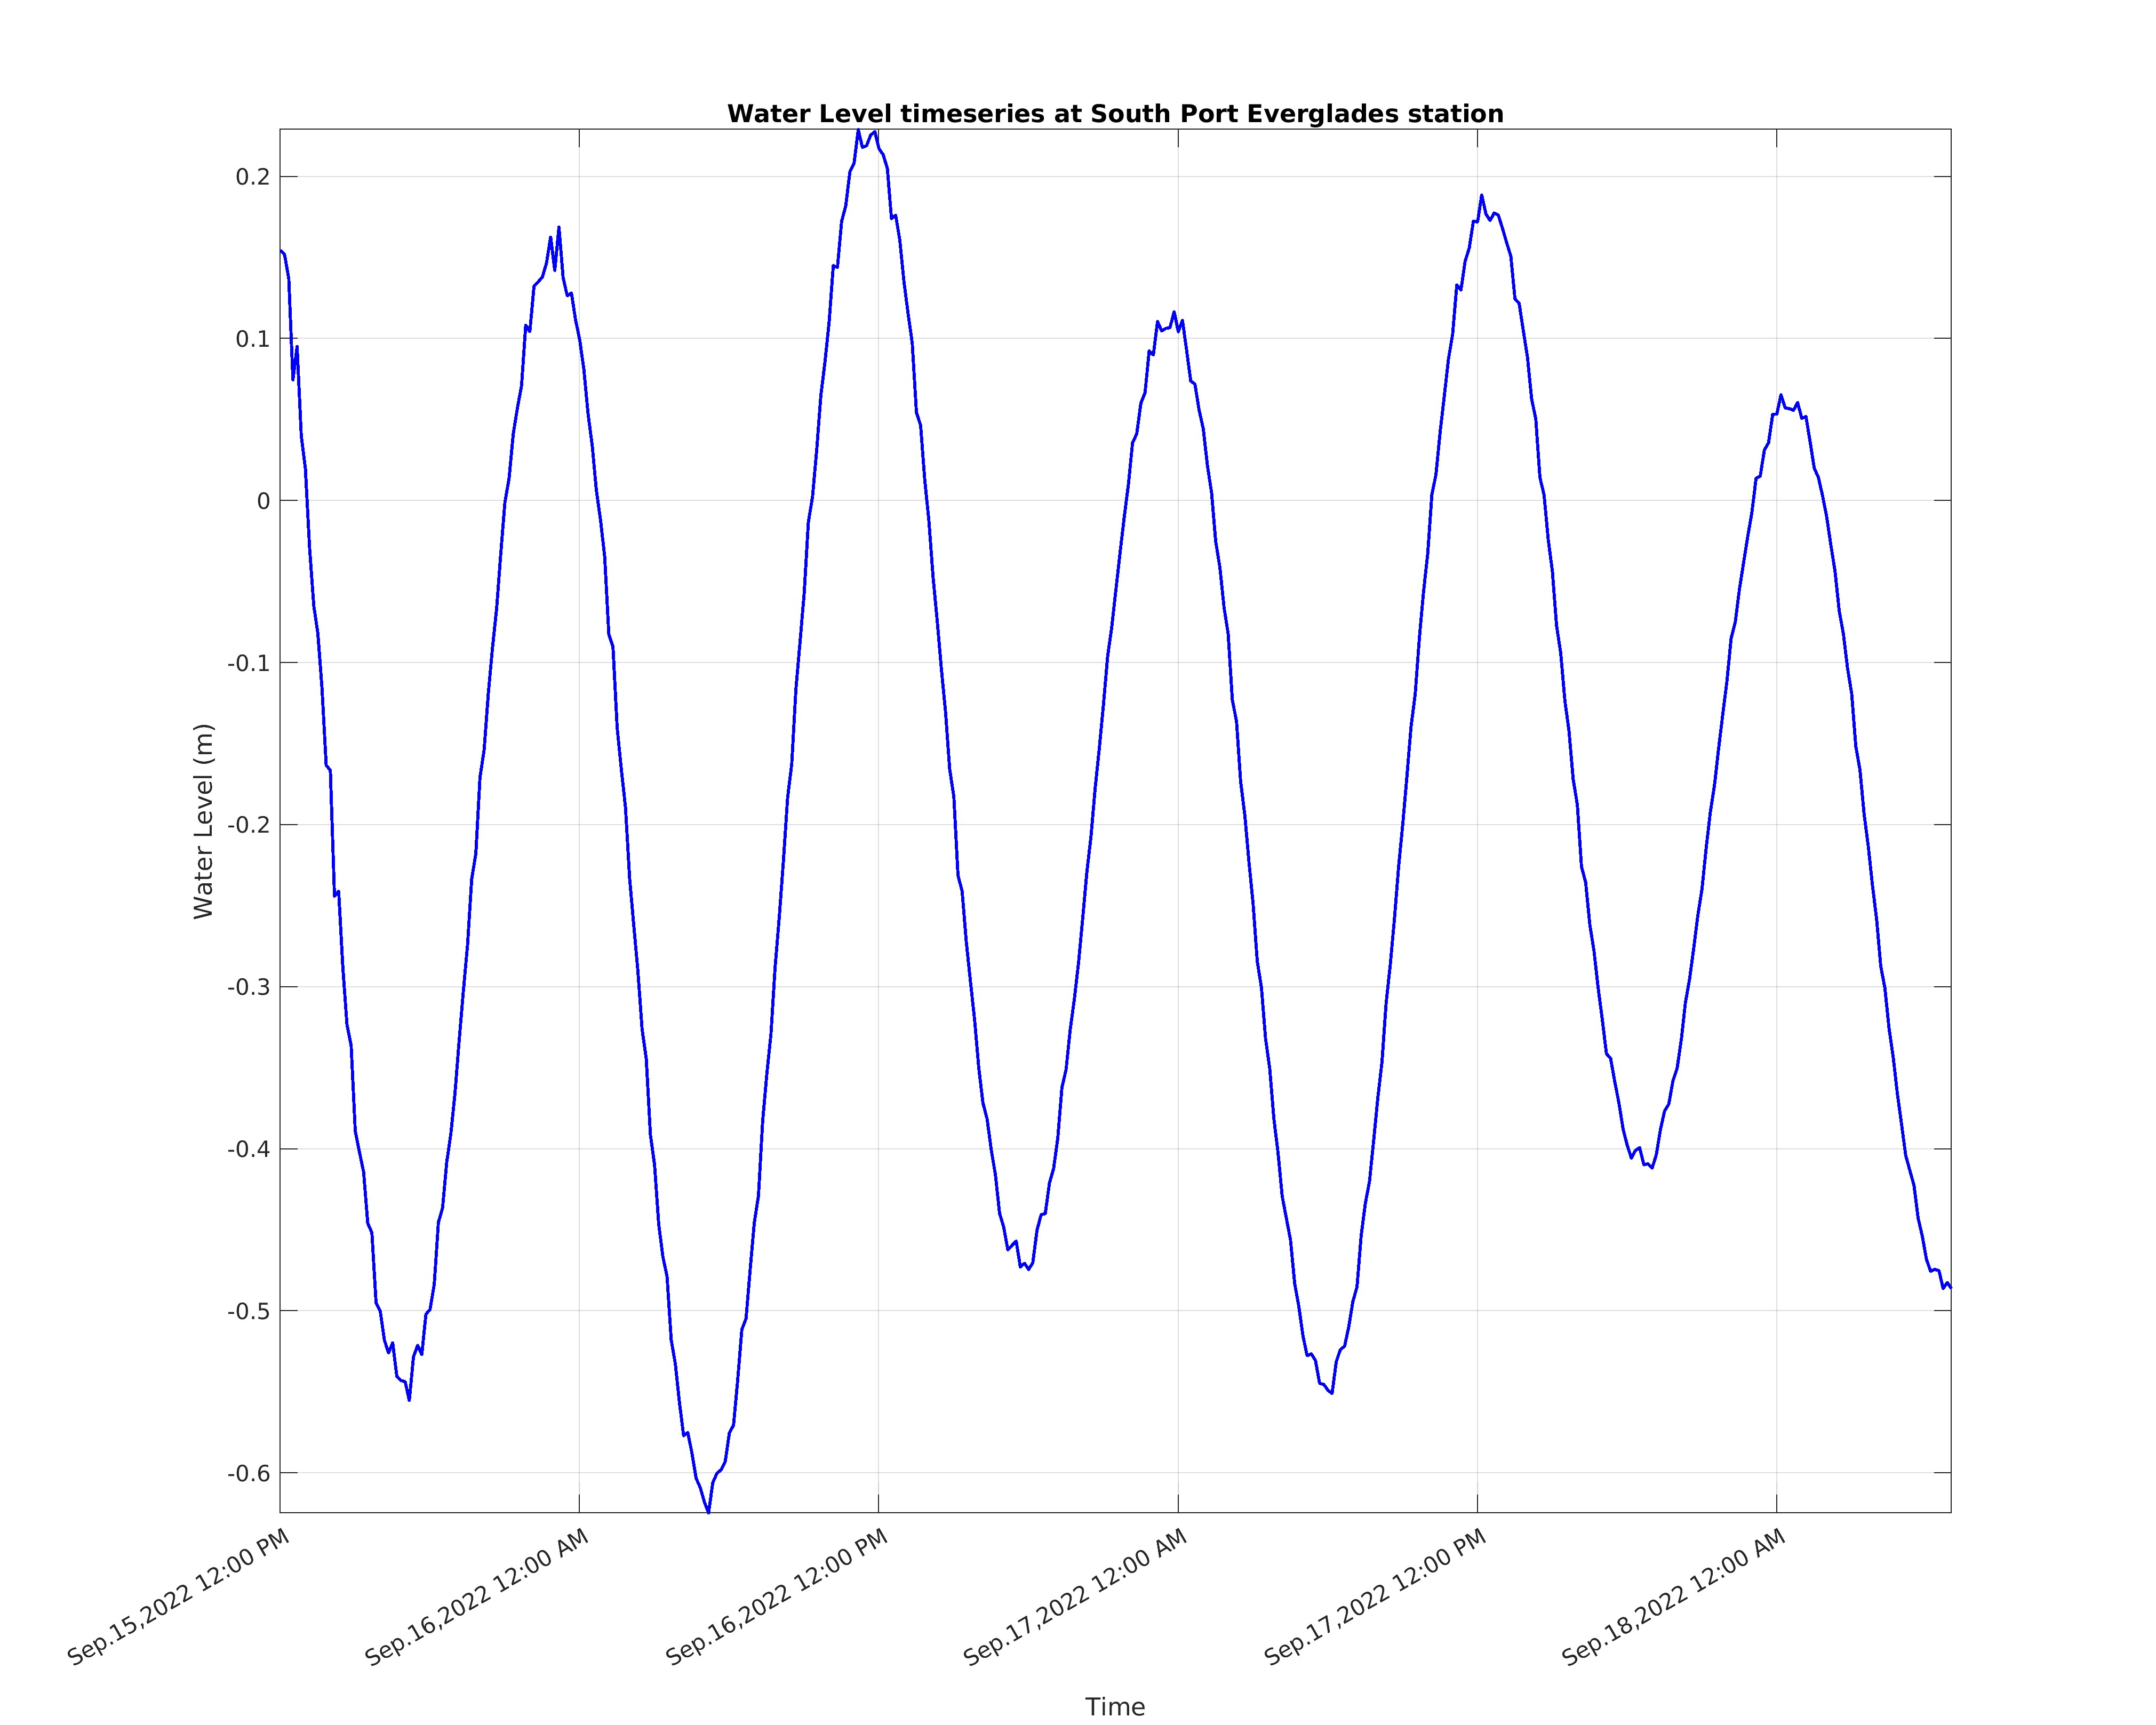 Water Level timeseries at South Port Everglades station
0.2
0.1
0
-0.1
-0.2
-0.3
-0.4
-0.5
-0.6
Water Level (m)
Sep.15,2022 12:00 PM
Sep.16,2022 12:00 AM
Sep.16,2022 12:00 PM
Sep.17,2022 12:00 AM
Sep.17,2022 12:00 PM
Sep.18,2022 12:00 AM
Time